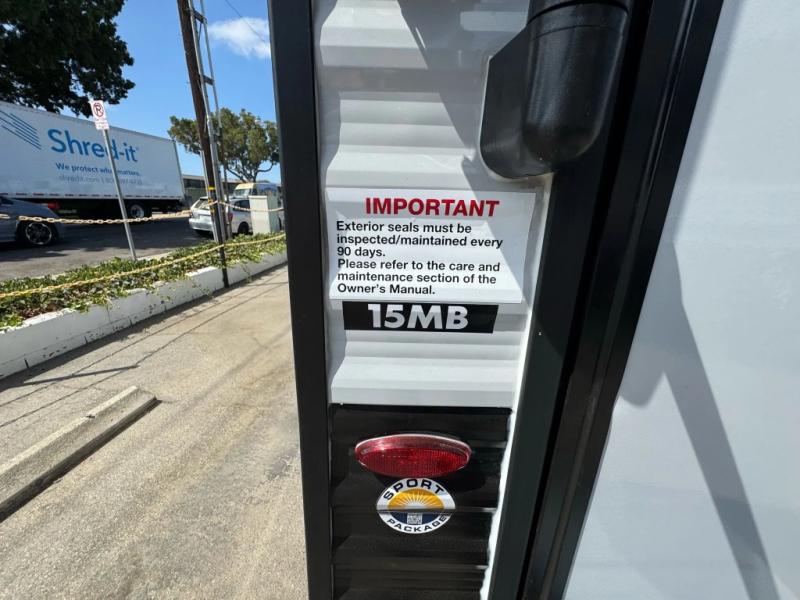 Shred-it
We protect what matters.
P
IMPORTANT
Exterior seals must be
inspected/maintained every
90 days.
Please refer to the care and
maintenance section of the
Owner's Manual.
15MB
SPORT
PACKAGE